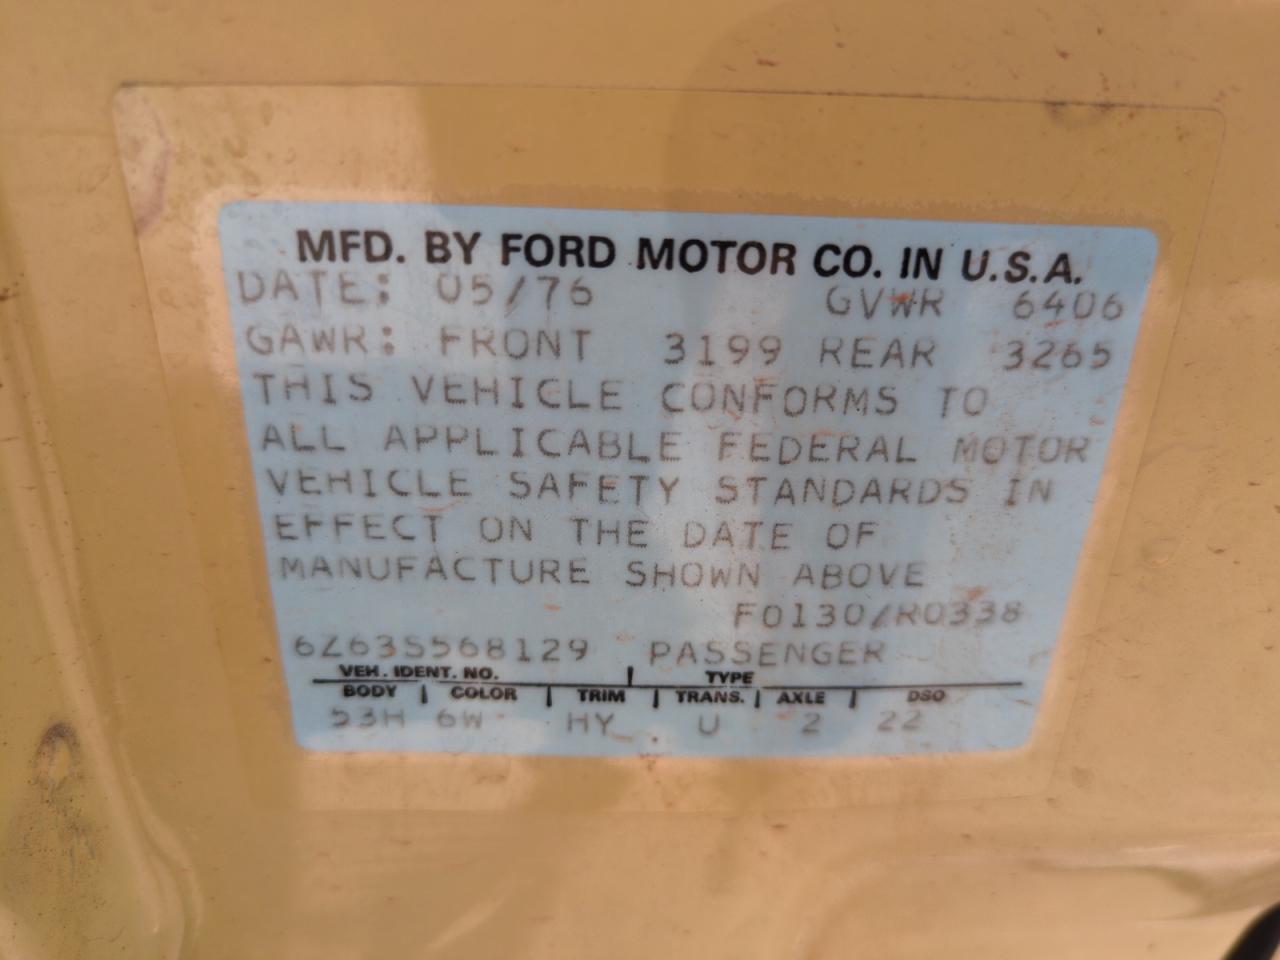 MFD. BY FORD MOTOR CO. IN U.S.A.
DATE: 05/76 GVWR 6406
GAWR: FRONT 3199 REAR 3265
THIS VEHICLE CONFORMS TO
ALL APPLICABLE FEDERAL MOTOR
VEHICLE SAFETY STANDARDS IN
EFFECT ON THE DATE OF
MANUFACTURE SHOWN ABOVE
F0130/R0338
6Z63S568129 PASSENGER
VEH. IDENT. NO. TYPE
BODY COLOR TRIM TRANS. AXLE DSO
53H 6W HY U 2 22